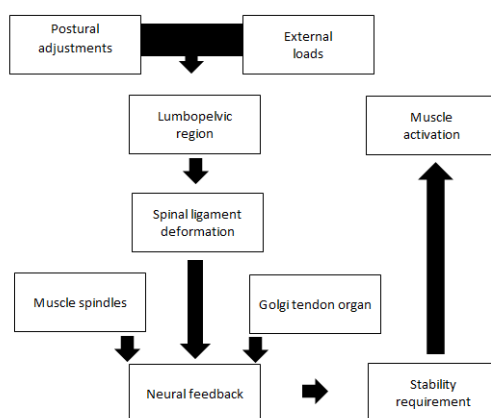 Postural
adjustments
External
loads
Lumbopelvic
region
Muscle
activation
Spinal ligament
deformation
Muscle spindles
Golgi tendon organ
Neural feedback
Stability
requirement